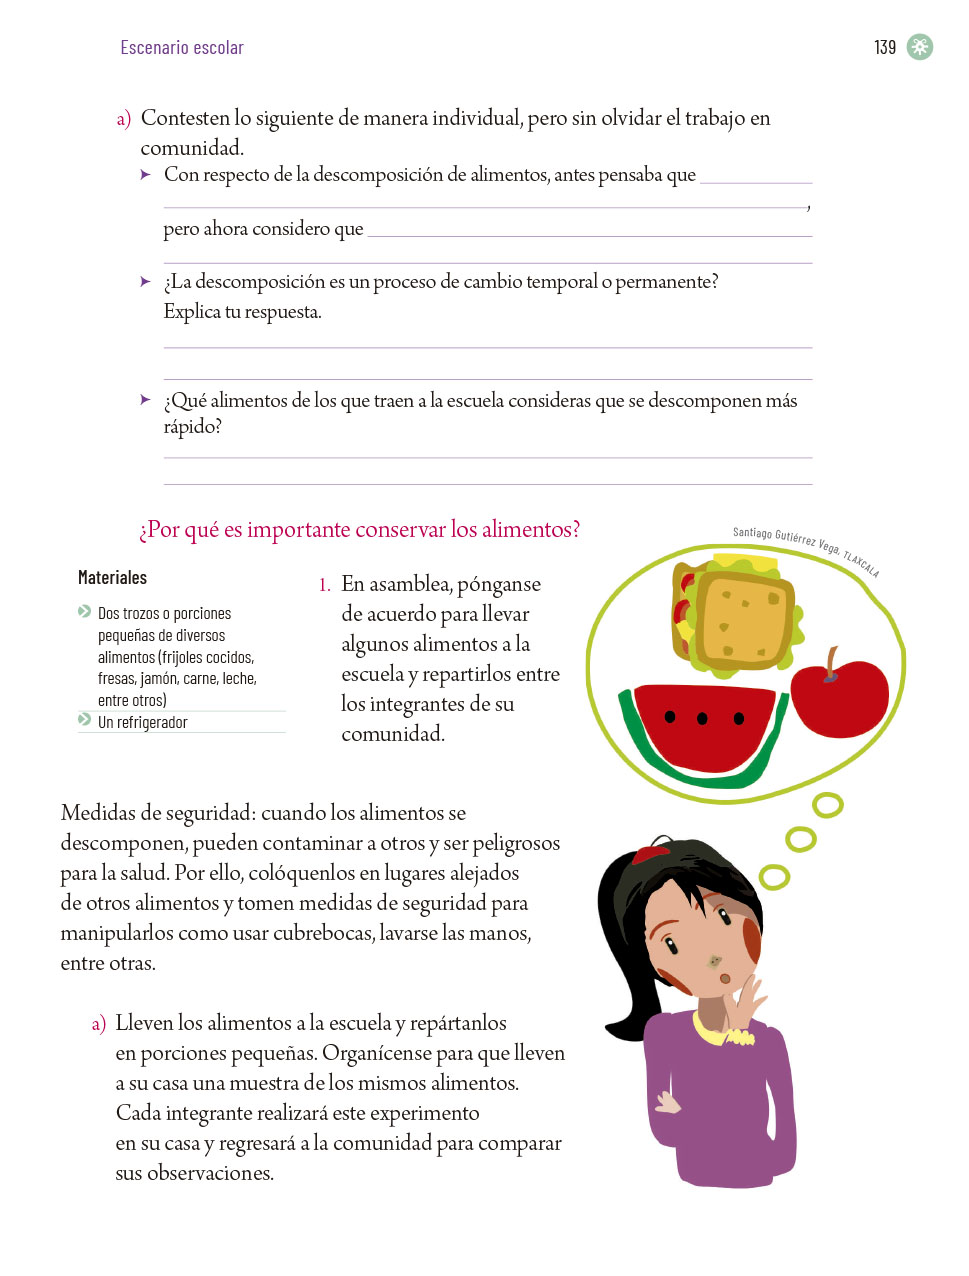 Escenario escolar
139
a) Contesten lo siguiente de manera individual, pero sin olvidar el trabajo en
comunidad.
Con respecto de la descomposición de alimentos, antes pensaba que
,
pero ahora considero que
¿La descomposición es un proceso de cambio temporal o permanente?
Explica tu respuesta.
¿Qué alimentos de los que traen a la escuela consideras que se descomponen más
rápido?
¿Por qué es importante conservar los alimentos?
Santiago Gutiérrez Vega, TLAXCALA
Materiales
Dos trozos o porciones
pequeñas de diversos
alimentos (frijoles cocidos,
fresas, jamón, carne, leche,
entre otros)
Un refrigerador
1. En asamblea, pónganse
de acuerdo para llevar
algunos alimentos a la
escuela y repartirlos entre
los integrantes de su
comunidad.
Medidas de seguridad: cuando los alimentos se
descomponen, pueden contaminar a otros y ser peligrosos
para la salud. Por ello, colóquenlos en lugares alejados
de otros alimentos y tomen medidas de seguridad para
manipularlos como usar cubrebocas, lavarse las manos,
entre otras.
a) Lleven los alimentos a la escuela y repártanlos
en porciones pequeñas. Organícense para que lleven
a su casa una muestra de los mismos alimentos.
Cada integrante realizará este experimento
en su casa y regresará a la comunidad para comparar
sus observaciones.